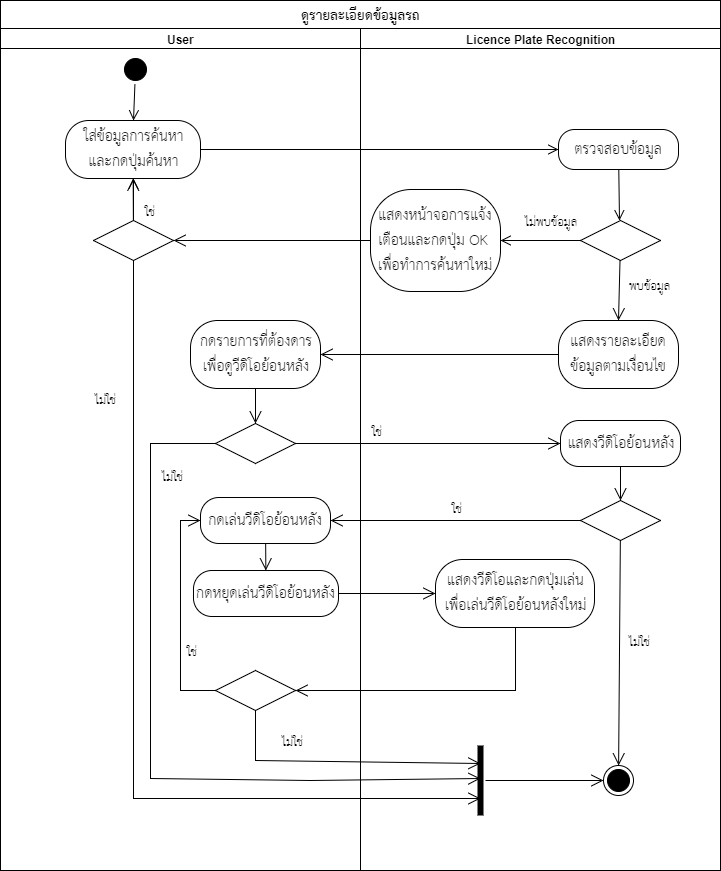 ดูรายละเอียดข้อมูลรถ
User
Licence Plate Recognition
ใส่ข้อมูลการค้นหา
และกดปุ่มค้นหา
ตรวจสอบข้อมูล
ใช่
แสดงหน้าจอการแจ้ง
เตือนและกดปุ่ม OK
เพื่อทำการค้นหาใหม่
ไม่พบข้อมูล
พบข้อมูล
กดรายการที่ต้องดาร
เพื่อดูวีดิโอย้อนหลัง
แสดงรายละเอียด
ข้อมูลตามเงื่อนไข
ไม่ใช่
ใช่
แสดงวีดิโอย้อนหลัง
ไม่ใช่
กดเล่นวีดิโอย้อนหลัง
ใช่
กดหยุดเล่นวีดิโอย้อนหลัง
แสดงวีดิโอและกดปุ่มเล่น
เพื่อเล่นวีดิโอย้อนหลังใหม่
ใช่
ไม่ใช่
ไม่ใช่